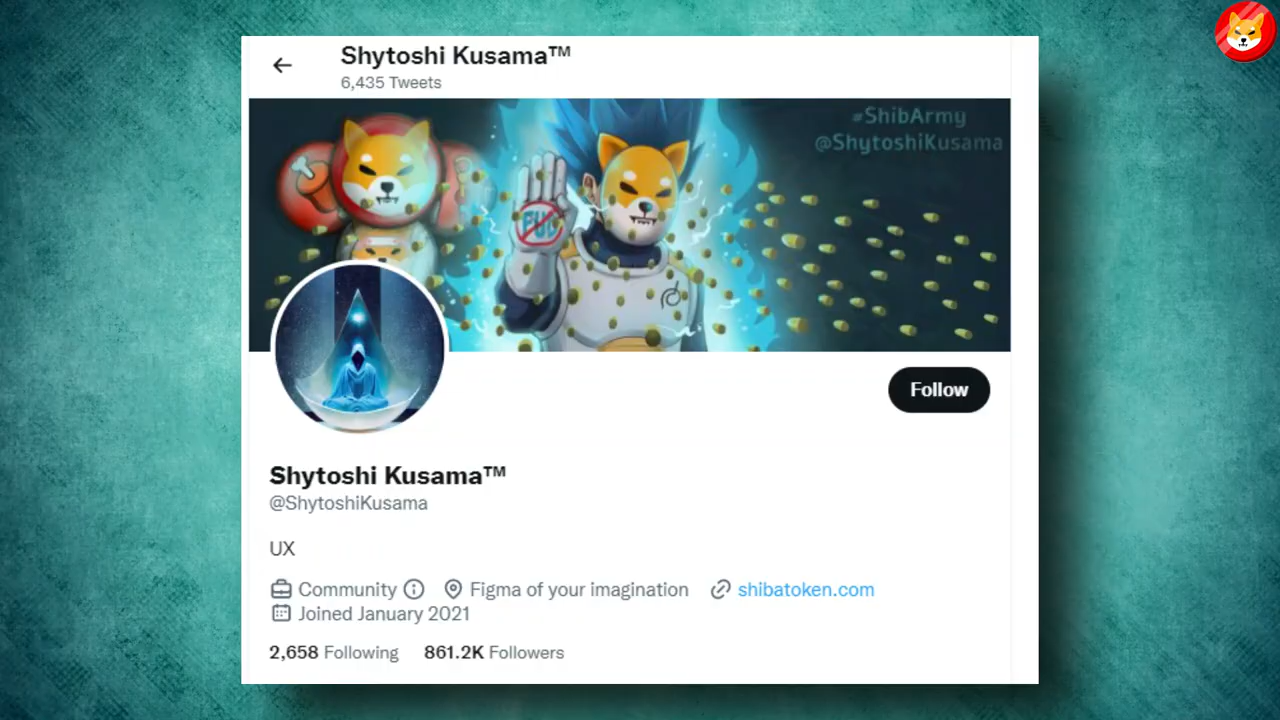 Shytoshi Kusama™
6,435 Tweets
#ShibArmy
@ShytoshiKusama
FUD
Follow
Shytoshi Kusama™
@ShytoshiKusama
UX
Community Figma of your imagination shibatoken.com
Joined January 2021
2,658 Following 861.2K Followers